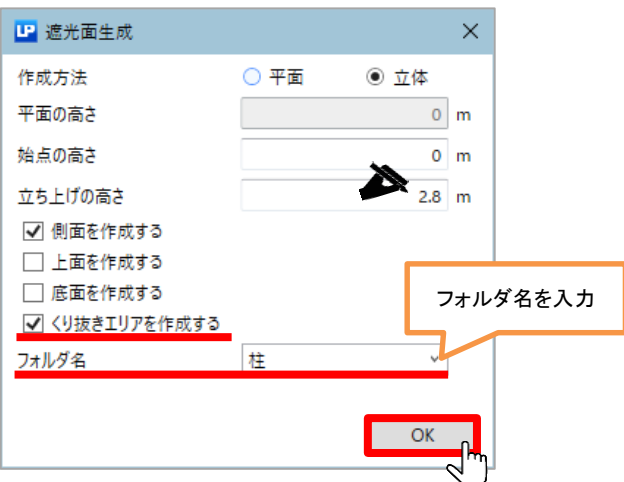 LP 遮光面生成
作成方法 平面 立体
平面の高さ 0 m
始点の高さ 0 m
立ち上げの高さ 2.8 m
側面を作成する
上面を作成する
底面を作成する
フォルダ名を入力
くり抜きエリアを作成する
フォルダ名 柱
OK